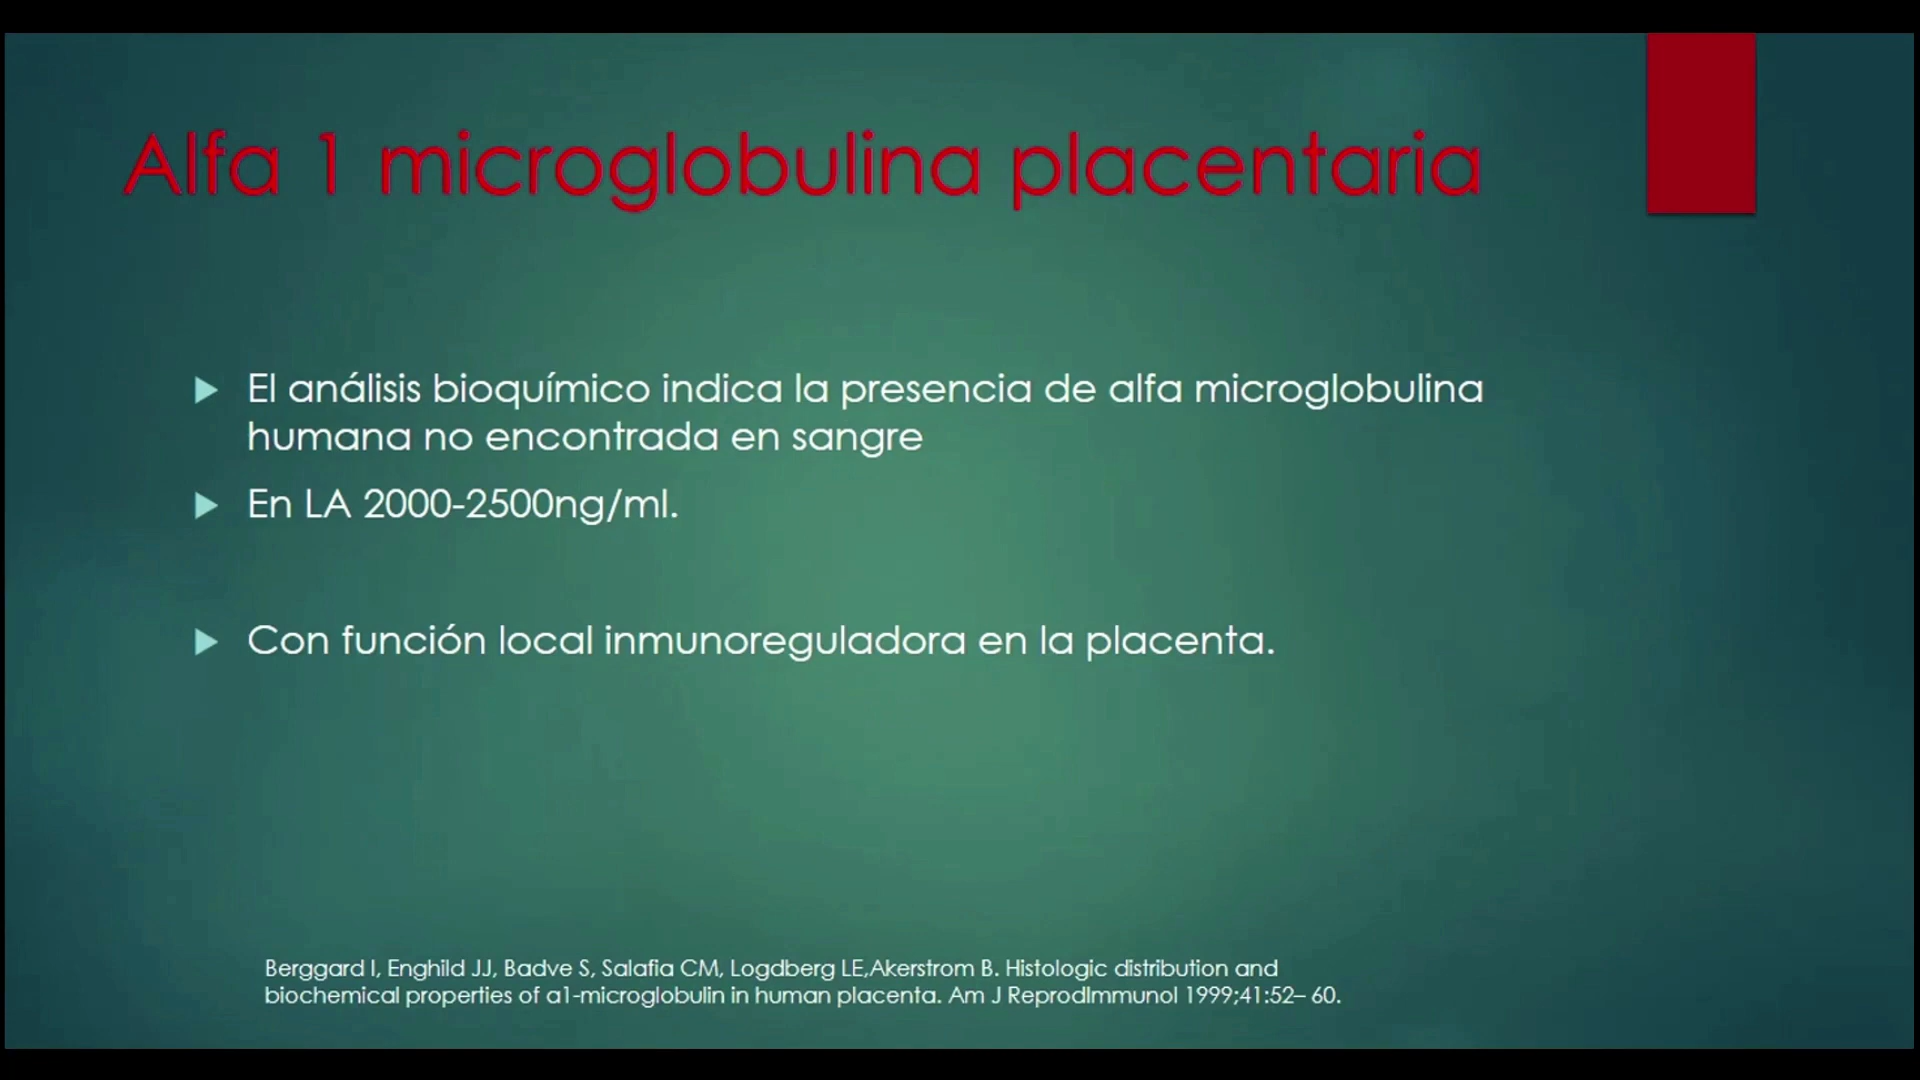 Alfa 1 microglobulina placentaria
El análisis bioquímico indica la presencia de alfa microglobulina
humana no encontrada en sangre
En LA 2000-2500ng/ml.
Con función local inmunoreguladora en la placenta.
Berggard I, Enghild JJ, Badve S, Salafia CM, Logdberg LE,Akerstrom B. Histologic distribution and
biochemical properties of a1-microglobulin in human placenta. Am J ReprodImmunol 1999;41:52– 60.